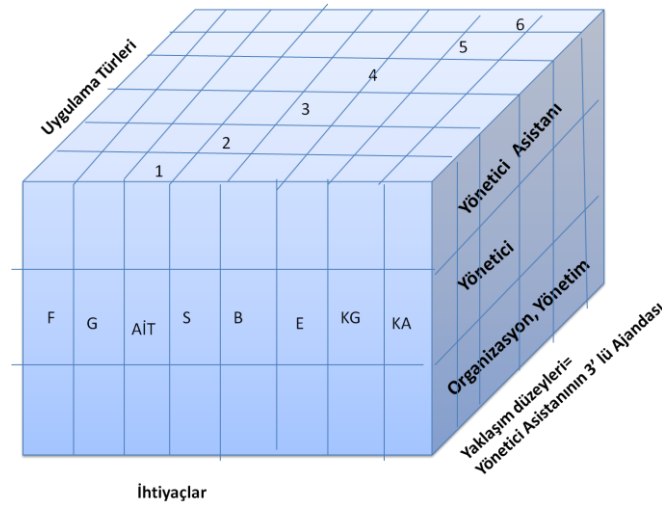 Uygulama Türleri
6
5
4
3
2
1
F
G
AİT
S
B
E
KG
KA
Yönetici Asistanı
Yönetici
Organizasyon, Yönetim
Yaklaşım düzeyleri=
Yönetici Asistanının 3’ lü Ajandası
İhtiyaçlar